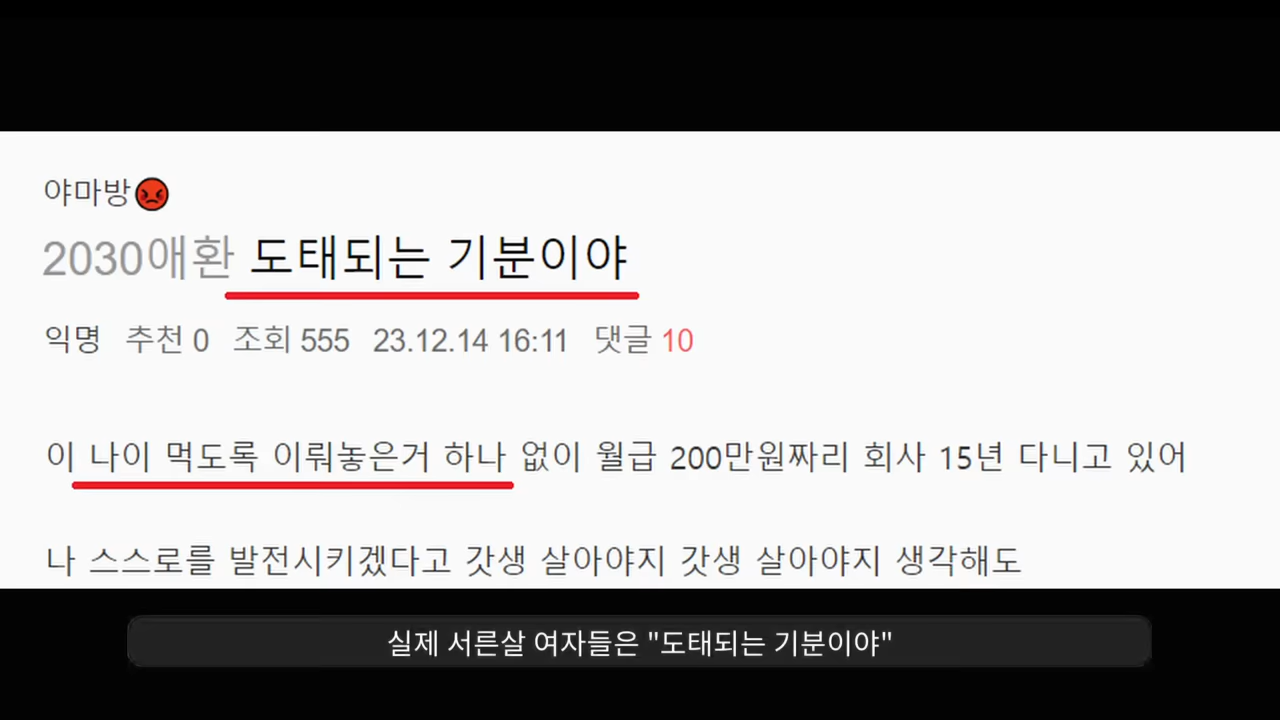 야마방😡
2030애환 도태되는 기분이야
익명 추천 0 조회 555 23.12.14 16:11 댓글 10
이 나이 먹도록 이뤄놓은거 하나 없이 월급 200만원짜리 회사 15년 다니고 있어
나 스스로를 발전시키겠다고 갓생 살아야지 갓생 살아야지 생각해도
실제 서른살 여자들은 "도태되는 기분이야"